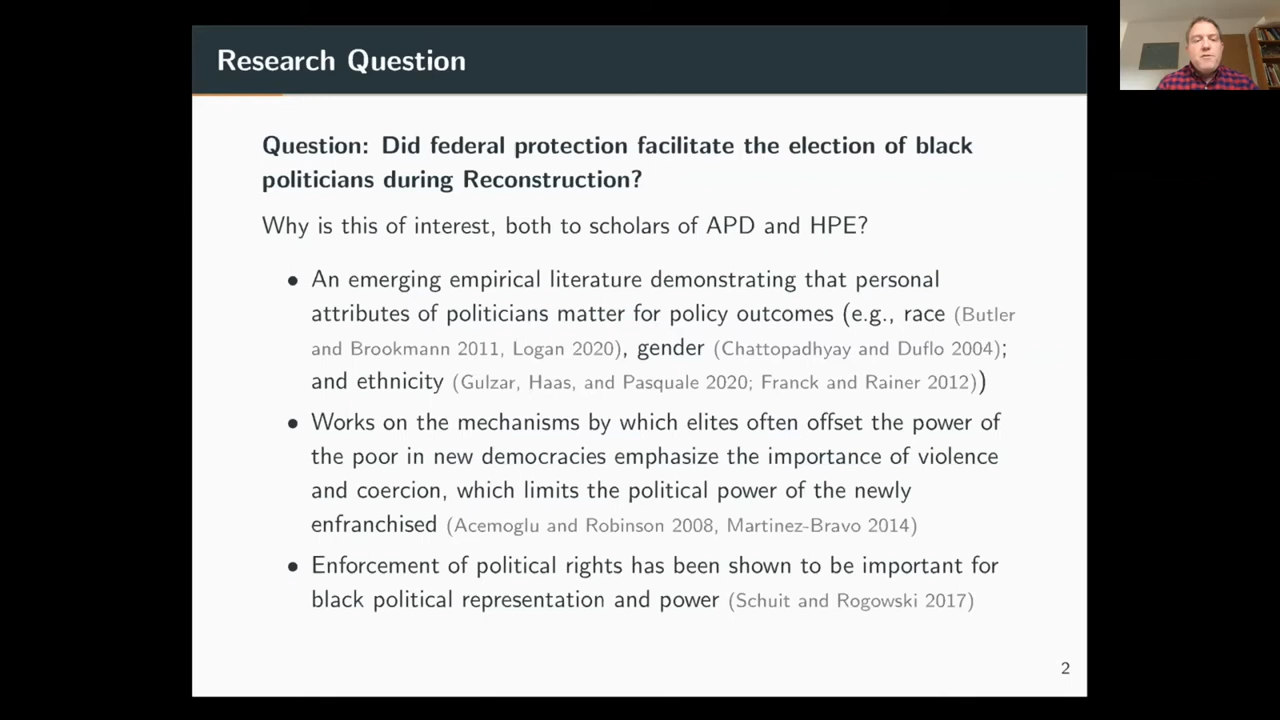 Research Question
Question: Did federal protection facilitate the election of black
politicians during Reconstruction?
Why is this of interest, both to scholars of APD and HPE?
• An emerging empirical literature demonstrating that personal
attributes of politicians matter for policy outcomes (e.g., race (Butler
and Brookmann 2011, Logan 2020), gender (Chattopadhyay and Duflo 2004);
and ethnicity (Gulzar, Haas, and Pasquale 2020; Franck and Rainer 2012))
• Works on the mechanisms by which elites often offset the power of
the poor in new democracies emphasize the importance of violence
and coercion, which limits the political power of the newly
enfranchised (Acemoglu and Robinson 2008, Martinez-Bravo 2014)
• Enforcement of political rights has been shown to be important for
black political representation and power (Schuit and Rogowski 2017)
2